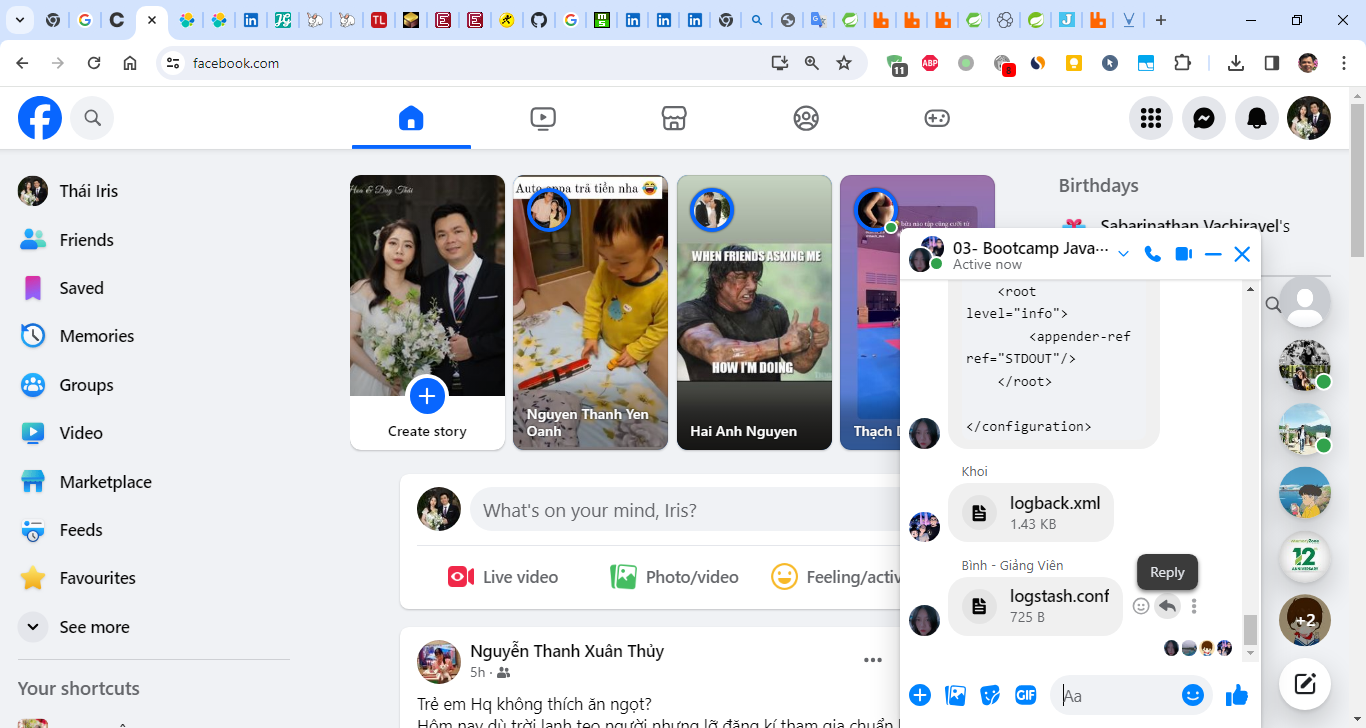 facebook.com
11
ABP
8
Thái Iris
Friends
Saved
Memories
Groups
Video
Marketplace
Feeds
Favourites
See more
Your shortcuts
Create story
Auto
trả tiền nha
Nguyen Thanh Yen
Oanh
WHEN FRIENDS ASKING ME
HOW I'M DOING
Hai Anh Nguyen
Thạch
What's on your mind, Iris?
Live video
Photo/video
Feeling/activ
Nguyễn Thanh Xuân Thủy
5h
Trẻ em Hq không thích ăn ngọt?
Hôm nay dù trời lạnh teo người nhưng lỡ đăng kí tham gia chuẩn
Birthdays
Sabarinathan Vachiravel's
03- Bootcamp Java...
Active now
<root
level="info">
<appender-ref
ref="STDOUT"/>
</root>
</configuration>
Khoi
logback.xml
1.43 KB
Bình - Giảng Viên
Reply
logstash.conf
725 B
GIF
Aa
12
+2